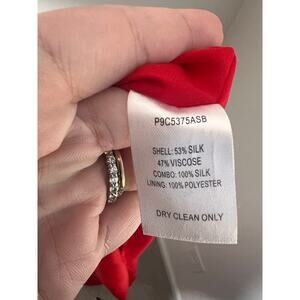 P9C5375ASB
SHELL: 53% SILK
47% VISCOSE
COMBO: 100% SILK
LINING: 100% POLYESTER
DRY CLEAN ONLY